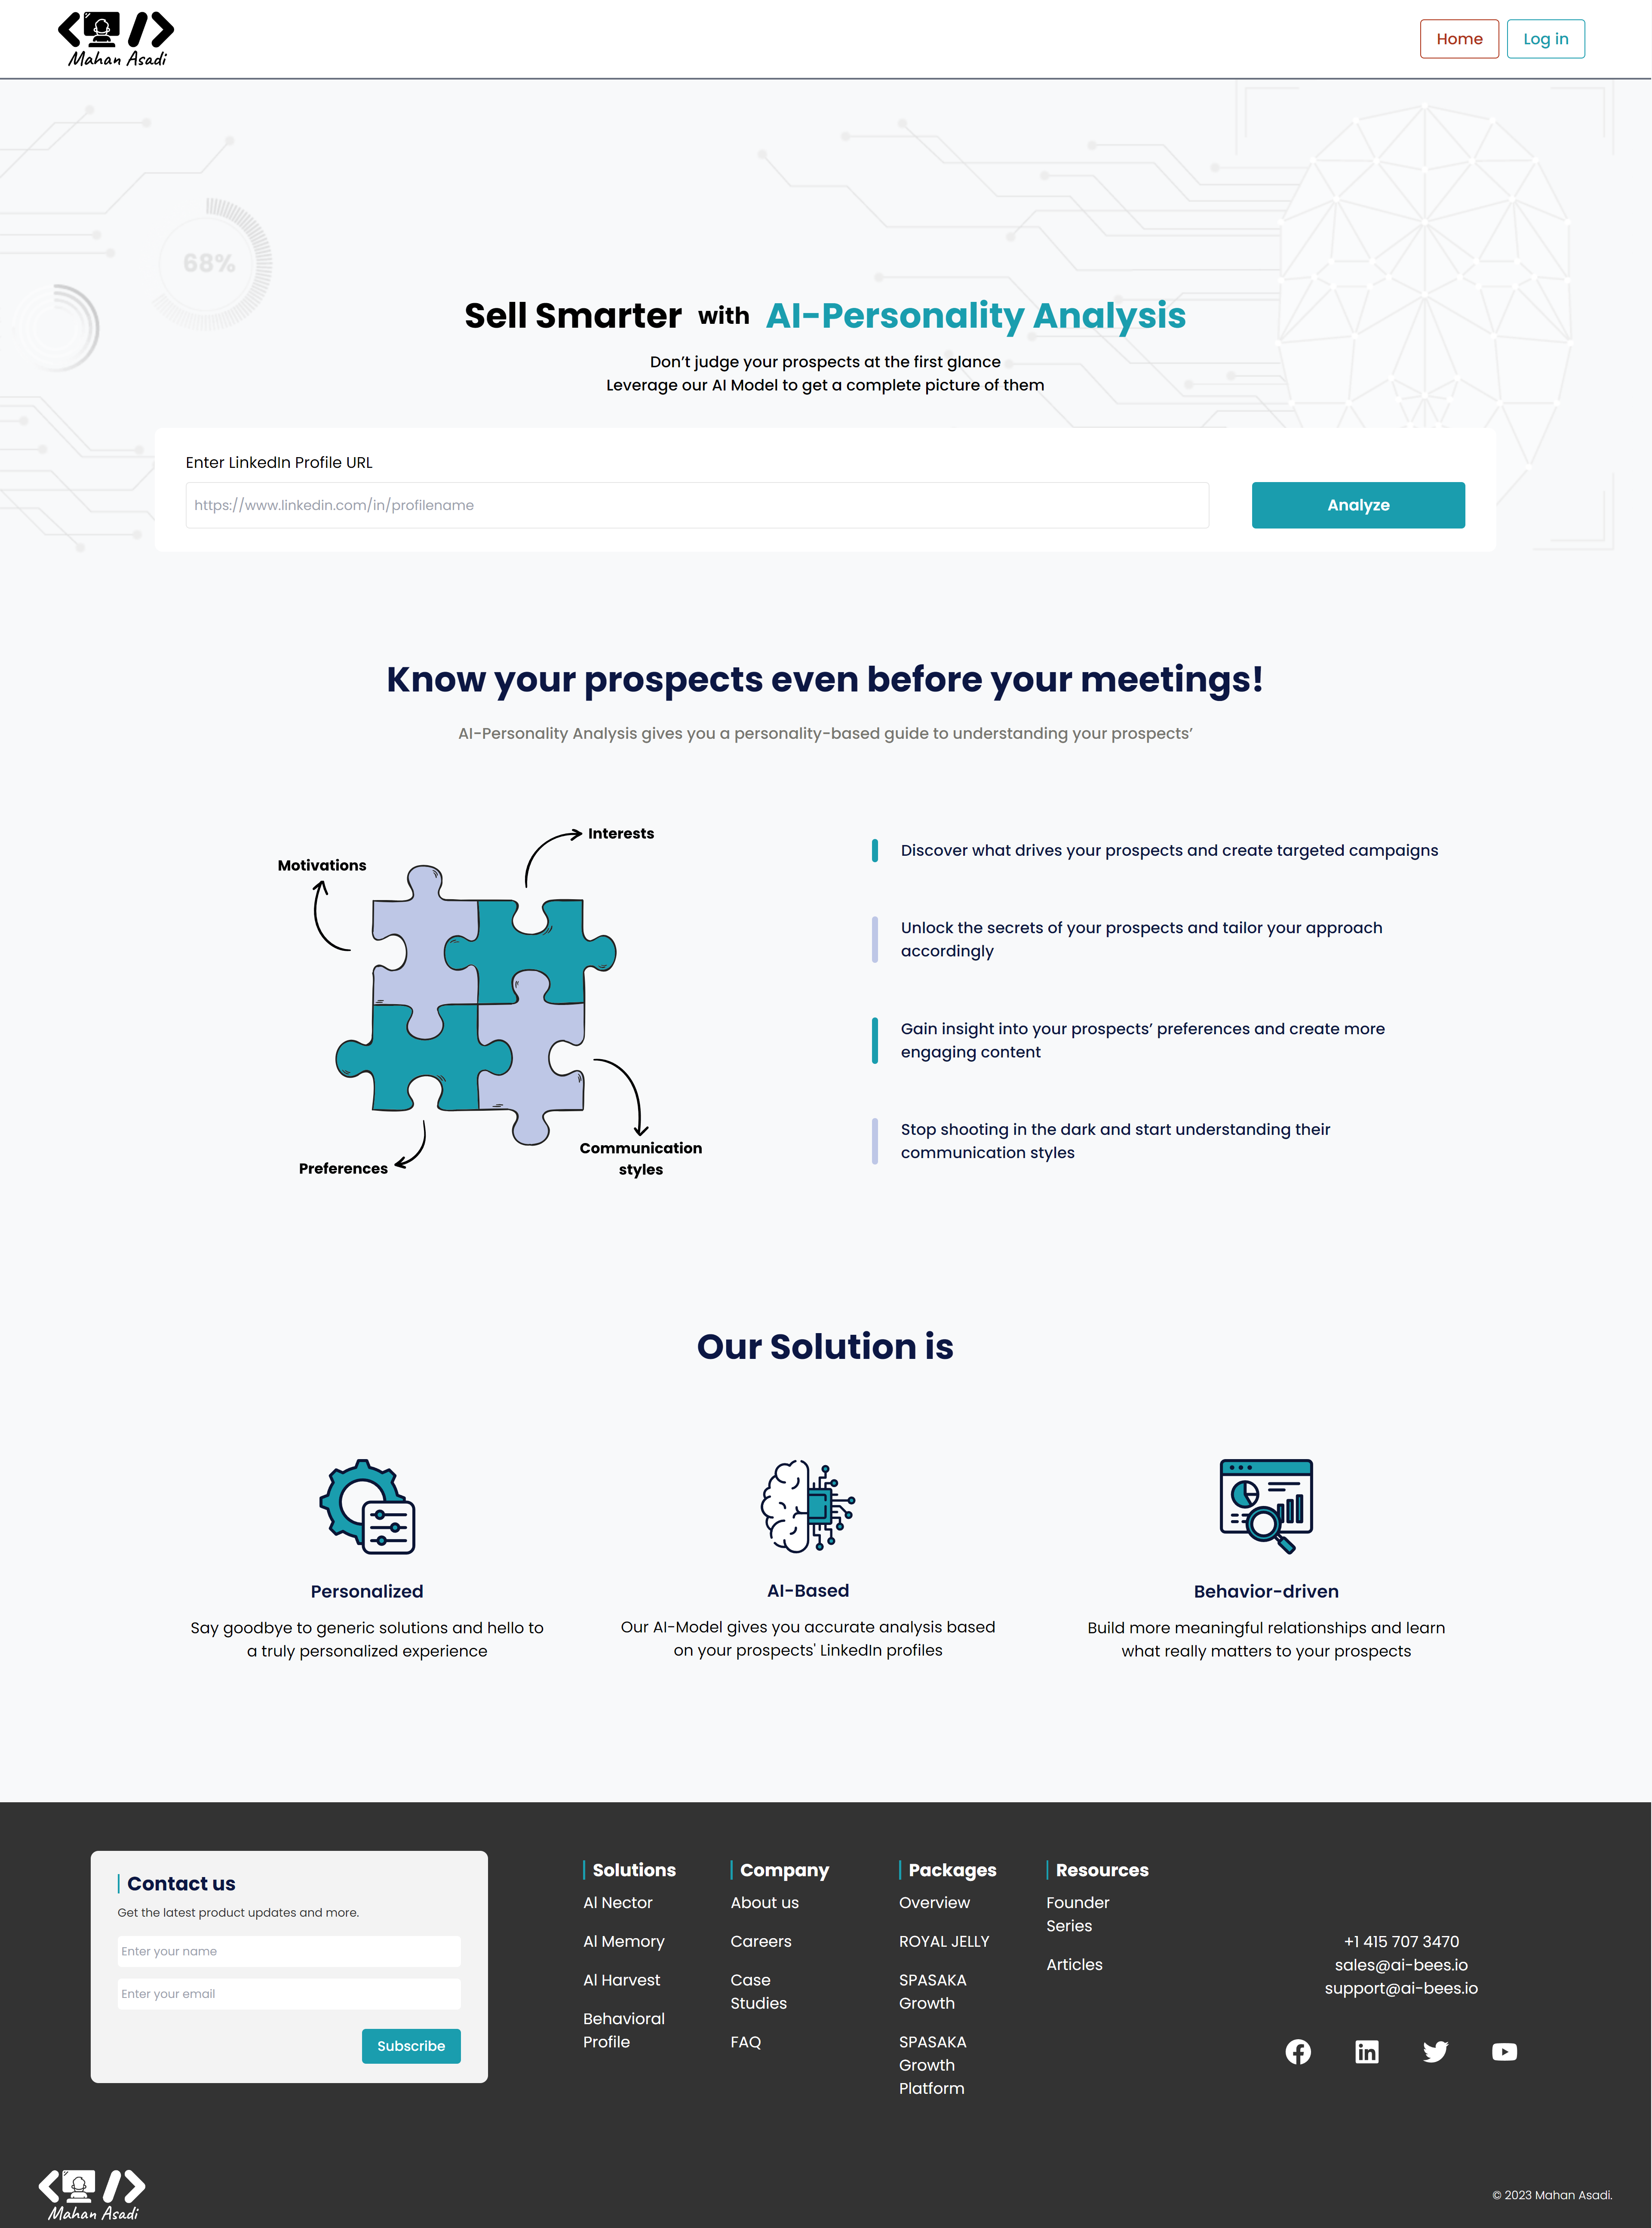 Mahan Asadi
Home
Log in
68%
Sell Smarter with AI-Personality Analysis
Don’t judge your prospects at the first glance
Leverage our AI Model to get a complete picture of them
Enter LinkedIn Profile URL
https://www.linkedin.com/in/profilename
Analyze
Know your prospects even before your meetings!
AI-Personality Analysis gives you a personality-based guide to understanding your prospects’
Interests
Motivations
Preferences
Communication
styles
Discover what drives your prospects and create targeted campaigns
Unlock the secrets of your prospects and tailor your approach
accordingly
Gain insight into your prospects’ preferences and create more
engaging content
Stop shooting in the dark and start understanding their
communication styles
Our Solution is
Personalized
Say goodbye to generic solutions and hello to
a truly personalized experience
AI-Based
Our AI-Model gives you accurate analysis based
on your prospects' LinkedIn profiles
Behavior-driven
Build more meaningful relationships and learn
what really matters to your prospects
Contact us
Get the latest product updates and more.
Enter your name
Enter your email
Subscribe
Solutions
Al Nector
Al Memory
Al Harvest
Behavioral
Profile
Company
About us
Careers
Case
Studies
FAQ
Packages
Overview
ROYAL JELLY
SPASAKA
Growth
SPASAKA
Growth
Platform
Resources
Founder
Series
Articles
+1 415 707 3470
sales@ai-bees.io
support@ai-bees.io
Mahan Asadi
© 2023 Mahan Asadi.